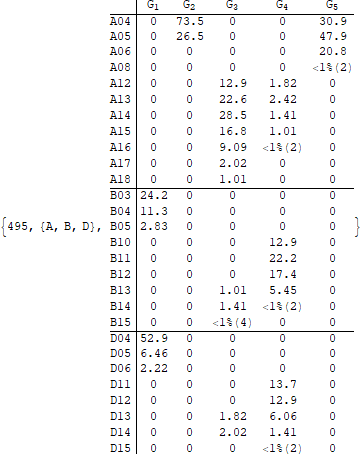 G1 G2 G3 G4 G5
A04 0 73.5 0 0 30.9
A05 0 26.5 0 0 47.9
A06 0 0 0 0 20.8
A08 0 0 0 0 <1%(2)
A12 0 0 12.9 1.82 0
A13 0 0 22.6 2.42 0
A14 0 0 28.5 1.41 0
A15 0 0 16.8 1.01 0
A16 0 0 9.09 <1%(2) 0
A17 0 0 2.02 0 0
A18 0 0 1.01 0 0
B03 24.2 0 0 0 0
B04 11.3 0 0 0 0
{495, {A, B, D}, B05 2.83 0 0 0 0 }
B10 0 0 0 12.9 0
B11 0 0 0 22.2 0
B12 0 0 0 17.4 0
B13 0 0 1.01 5.45 0
B14 0 0 1.41 <1%(2) 0
B15 0 0 <1%(4) 0 0
D04 52.9 0 0 0 0
D05 6.46 0 0 0 0
D06 2.22 0 0 0 0
D11 0 0 0 13.7 0
D12 0 0 0 12.9 0
D13 0 0 1.82 6.06 0
D14 0 0 2.02 1.41 0
D15 0 0 0 <1%(2) 0